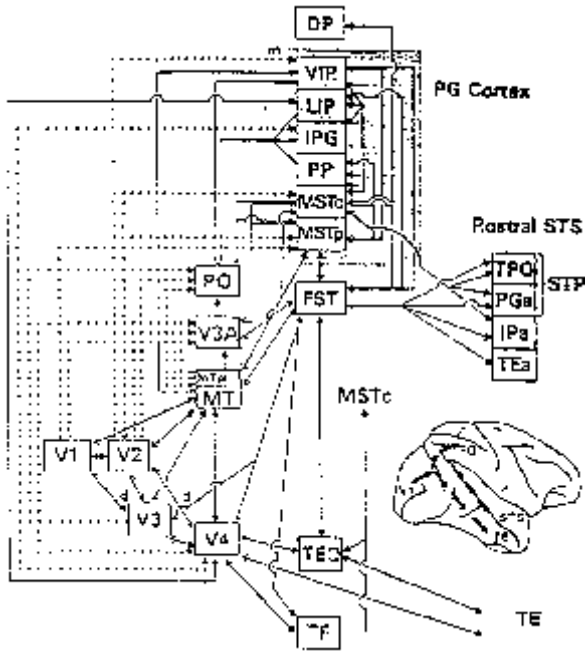 DP
VIP
PG Cortex
LIP
IPG
PP
MSTc
MSTp
Rostral STS
TPO
STP
PO
FST
PGa
V3A
IPa
TEa
MT
MSTc
V1
V2
V3
V4
TEO
TE
TF